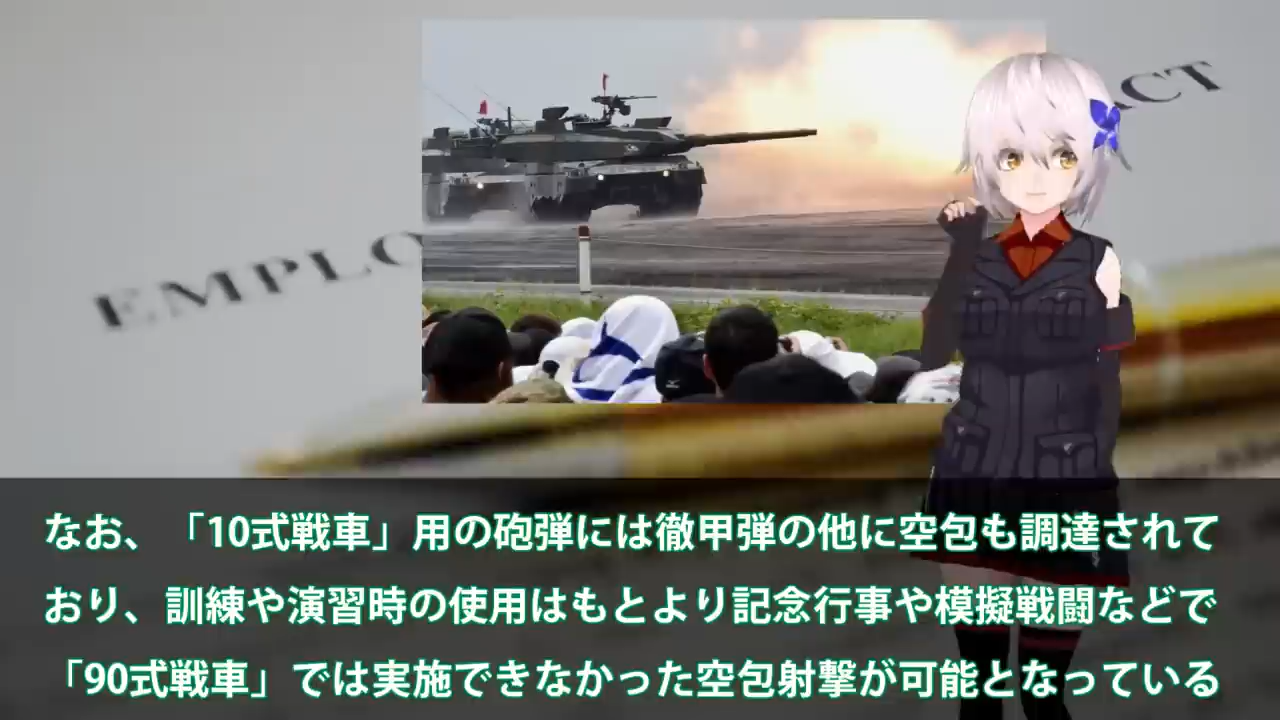 EMPLO
ACT
なお、「10式戦車」用の砲弾には徹甲弾の他に空包も調達されて
おり、訓練や演習時の使用はもとより記念行事や模擬戦闘などで
「90式戦車」では実施できなかった空包射撃が可能となっている